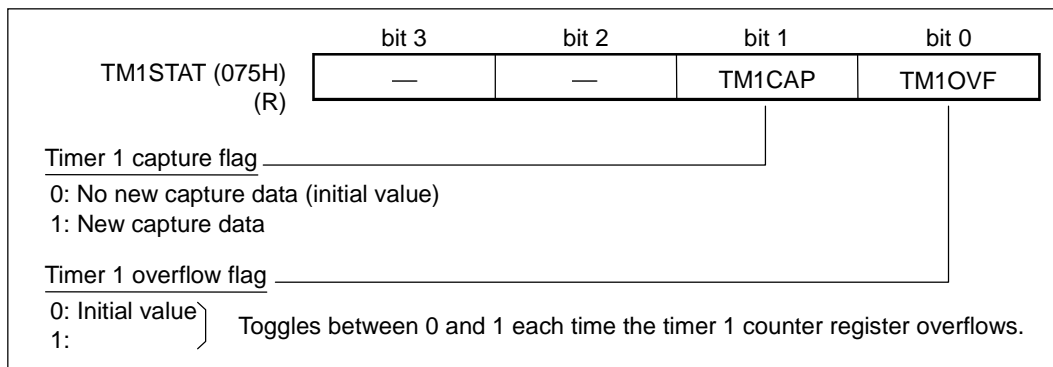 bit 3 bit 2 bit 1 bit 0
TM1STAT (075H) — — TM1CAP TM1OVF
(R)
Timer 1 capture flag
0: No new capture data (initial value)
1: New capture data
Timer 1 overflow flag
0: Initial value
1:
Toggles between 0 and 1 each time the timer 1 counter register overflows.